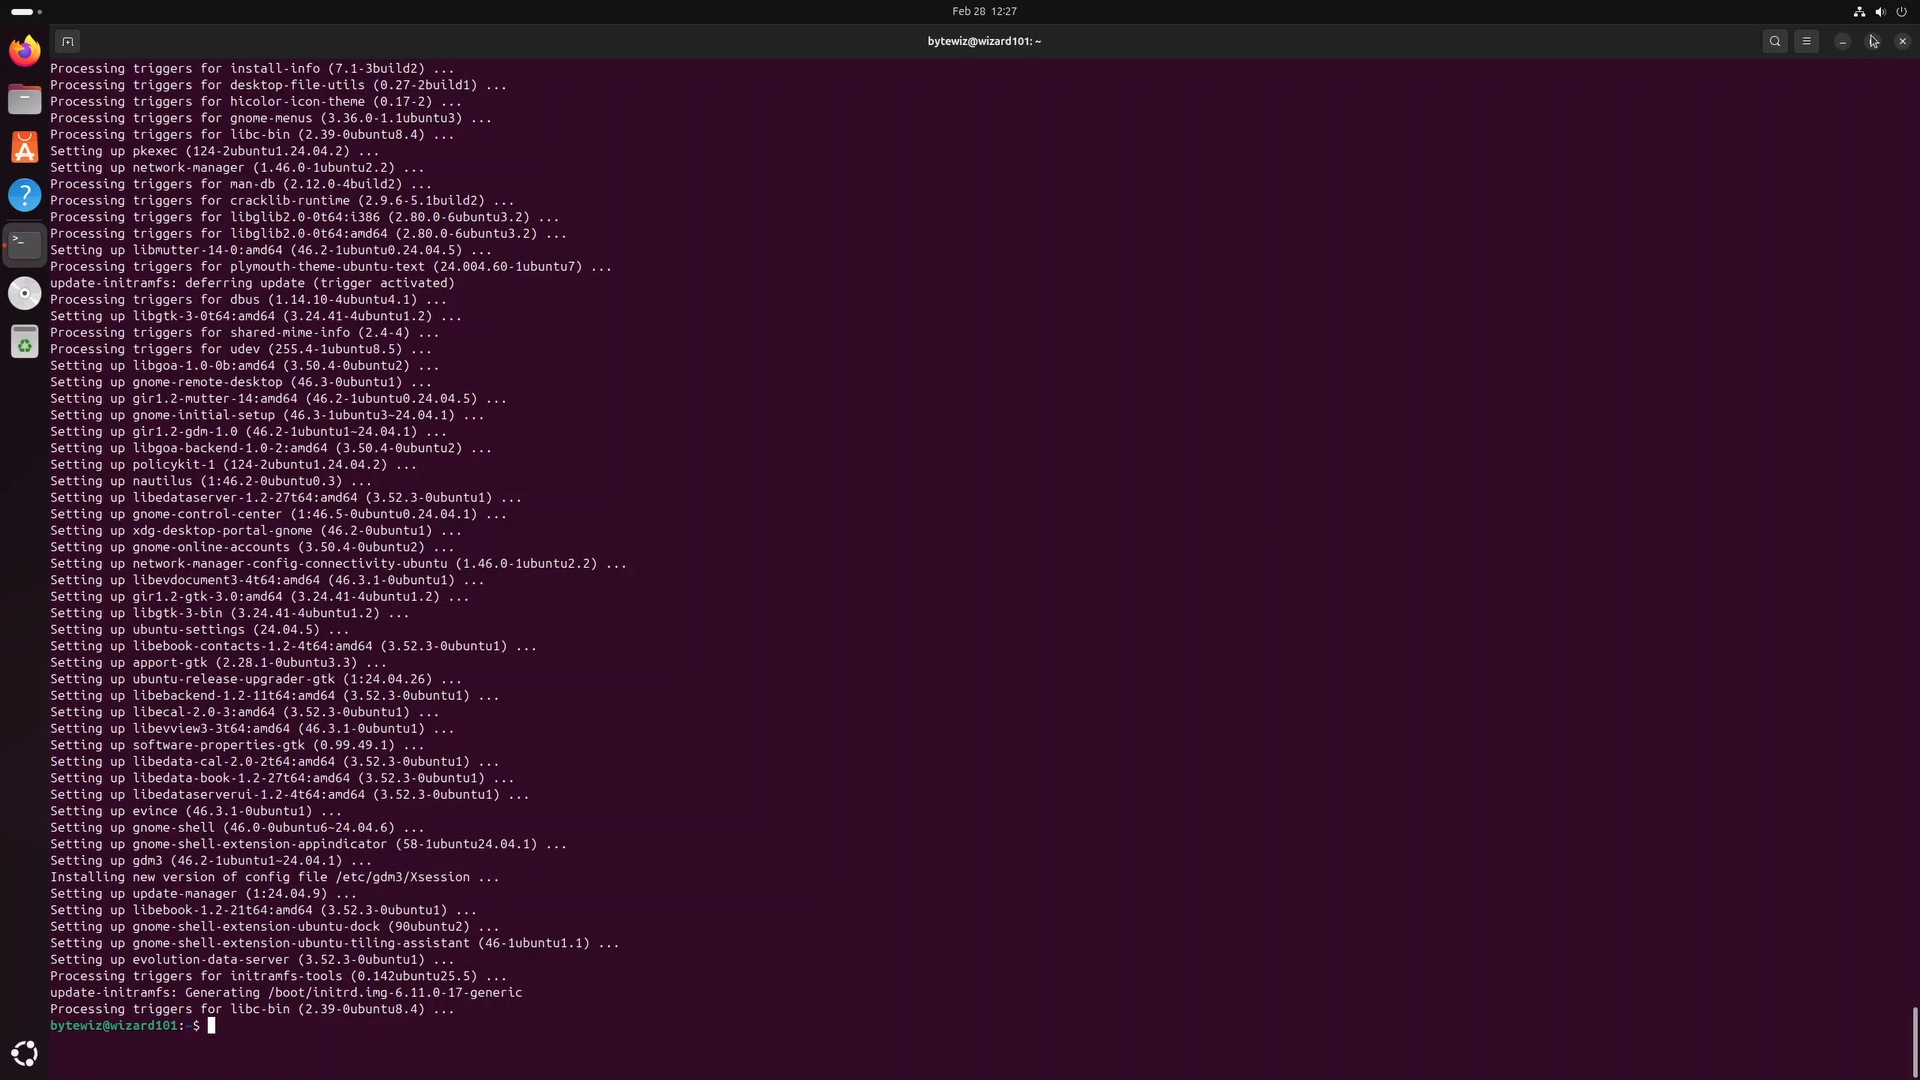 Feb 28 12:27
bytewiz@wizard101: ~
Processing triggers for install-info (7.1-3build2) ...
Processing triggers for desktop-file-utils (0.27-2build1) ...
Processing triggers for hicolor-icon-theme (0.17-2) ...
Processing triggers for gnome-menus (3.36.0-1.1ubuntu3) ...
Processing triggers for libc-bin (2.39-0ubuntu8.4) ...
Setting up pkexec (124-2ubuntu1.24.04.2) ...
Setting up network-manager (1.46.0-1ubuntu2.2) ...
Processing triggers for man-db (2.12.0-4build2) ...
Processing triggers for cracklib-runtime (2.9.6-5.1build2) ...
Processing triggers for libglib2.0-0t64:i386 (2.80.0-6ubuntu3.2) ...
Processing triggers for libglib2.0-0t64:amd64 (2.80.0-6ubuntu3.2) ...
Setting up libmutter-14-0:amd64 (46.2-1ubuntu0.24.04.5) ...
Processing triggers for plymouth-theme-ubuntu-text (24.004.60-1ubuntu7) ...
update-initramfs: deferring update (trigger activated)
Processing triggers for dbus (1.14.10-4ubuntu4.1) ...
Setting up libgtk-3-0t64:amd64 (3.24.41-4ubuntu1.2) ...
Processing triggers for shared-mime-info (2.4-4) ...
Processing triggers for udev (255.4-1ubuntu8.5) ...
Setting up libgoa-1.0-0b:amd64 (3.50.4-0ubuntu2) ...
Setting up gnome-remote-desktop (46.3-0ubuntu1) ...
Setting up gir1.2-mutter-14:amd64 (46.2-1ubuntu0.24.04.5) ...
Setting up gnome-initial-setup (46.3-1ubuntu3~24.04.1) ...
Setting up gir1.2-gdm-1.0 (46.2-1ubuntu1~24.04.1) ...
Setting up libgoa-backend-1.0-2:amd64 (3.50.4-0ubuntu2) ...
Setting up policykit-1 (124-2ubuntu1.24.04.2) ...
Setting up nautilus (1:46.2-0ubuntu0.3) ...
Setting up libedataserver-1.2-27t64:amd64 (3.52.3-0ubuntu1) ...
Setting up gnome-control-center (1:46.5-0ubuntu0.24.04.1) ...
Setting up xdg-desktop-portal-gnome (46.2-0ubuntu1) ...
Setting up gnome-online-accounts (3.50.4-0ubuntu2) ...
Setting up network-manager-config-connectivity-ubuntu (1.46.0-1ubuntu2.2) ...
Setting up libevdocument3-4t64:amd64 (46.3.1-0ubuntu1) ...
Setting up gir1.2-gtk-3.0:amd64 (3.24.41-4ubuntu1.2) ...
Setting up libgtk-3-bin (3.24.41-4ubuntu1.2) ...
Setting up ubuntu-settings (24.04.5) ...
Setting up libebook-contacts-1.2-4t64:amd64 (3.52.3-0ubuntu1) ...
Setting up apport-gtk (2.28.1-0ubuntu3.3) ...
Setting up ubuntu-release-upgrader-gtk (1:24.04.26) ...
Setting up libebackend-1.2-11t64:amd64 (3.52.3-0ubuntu1) ...
Setting up libecal-2.0-3:amd64 (3.52.3-0ubuntu1) ...
Setting up libevview3-3t64:amd64 (46.3.1-0ubuntu1) ...
Setting up software-properties-gtk (0.99.49.1) ...
Setting up libedata-cal-2.0-2t64:amd64 (3.52.3-0ubuntu1) ...
Setting up libedata-book-1.2-27t64:amd64 (3.52.3-0ubuntu1) ...
Setting up libedataserverui-1.2-4t64:amd64 (3.52.3-0ubuntu1) ...
Setting up evince (46.3.1-0ubuntu1) ...
Setting up gnome-shell (46.0-0ubuntu6~24.04.6) ...
Setting up gnome-shell-extension-appindicator (58-1ubuntu24.04.1) ...
Setting up gdm3 (46.2-1ubuntu1~24.04.1) ...
Installing new version of config file /etc/gdm3/Xsession ...
Setting up update-manager (1:24.04.9) ...
Setting up libebook-1.2-21t64:amd64 (3.52.3-0ubuntu1) ...
Setting up gnome-shell-extension-ubuntu-dock (90ubuntu2) ...
Setting up gnome-shell-extension-ubuntu-tiling-assistant (46-1ubuntu1.1) ...
Setting up evolution-data-server (3.52.3-0ubuntu1) ...
Processing triggers for initramfs-tools (0.142ubuntu25.5) ...
update-initramfs: Generating /boot/initrd.img-6.11.0-17-generic
Processing triggers for libc-bin (2.39-0ubuntu8.4) ...
bytewiz@wizard101:~$